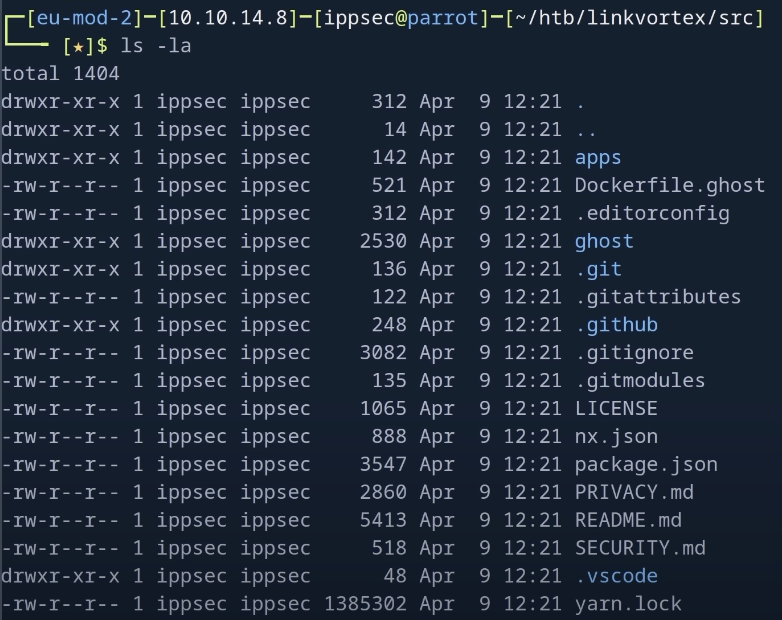 ┌─[eu-mod-2]─[10.10.14.8]─[ippsec@parrot]─[~/htb/linkvortex/src]
└──╼ [★]$ ls -la
total 1404
drwxr-xr-x 1 ippsec ippsec     312 Apr  9 12:21 .
drwxr-xr-x 1 ippsec ippsec      14 Apr  9 12:21 ..
drwxr-xr-x 1 ippsec ippsec     142 Apr  9 12:21 apps
-rw-r--r-- 1 ippsec ippsec     521 Apr  9 12:21 Dockerfile.ghost
-rw-r--r-- 1 ippsec ippsec     312 Apr  9 12:21 .editorconfig
drwxr-xr-x 1 ippsec ippsec    2530 Apr  9 12:21 ghost
drwxr-xr-x 1 ippsec ippsec     136 Apr  9 12:21 .git
-rw-r--r-- 1 ippsec ippsec     122 Apr  9 12:21 .gitattributes
drwxr-xr-x 1 ippsec ippsec     248 Apr  9 12:21 .github
-rw-r--r-- 1 ippsec ippsec    3082 Apr  9 12:21 .gitignore
-rw-r--r-- 1 ippsec ippsec     135 Apr  9 12:21 .gitmodules
-rw-r--r-- 1 ippsec ippsec    1065 Apr  9 12:21 LICENSE
-rw-r--r-- 1 ippsec ippsec     888 Apr  9 12:21 nx.json
-rw-r--r-- 1 ippsec ippsec    3547 Apr  9 12:21 package.json
-rw-r--r-- 1 ippsec ippsec    2860 Apr  9 12:21 PRIVACY.md
-rw-r--r-- 1 ippsec ippsec    5413 Apr  9 12:21 README.md
-rw-r--r-- 1 ippsec ippsec     518 Apr  9 12:21 SECURITY.md
drwxr-xr-x 1 ippsec ippsec      48 Apr  9 12:21 .vscode
-rw-r--r-- 1 ippsec ippsec 1385302 Apr  9 12:21 yarn.lock